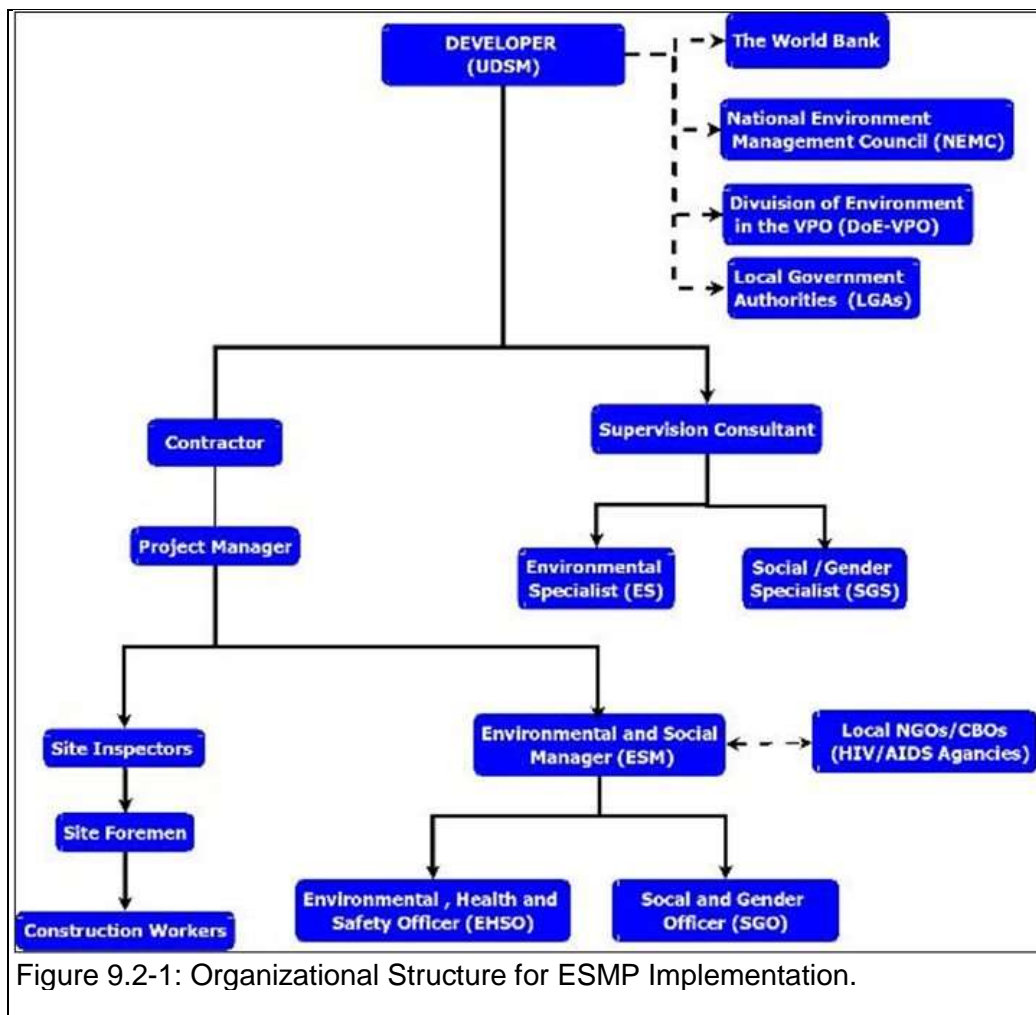 DEVELOPER
(UDSM)
The World Bank
National Environment
Management Council (NEMC)
Divuision of Environment
in the VPO (DoE-VPO)
Local Government
Authorities (LGAs)
Contractor
Supervision Consultant
Project Manager
Environmental
Specialist (ES)
Social /Gender
Specialist (SGS)
Site Inspectors
Environmental and Social
Manager (ESM)
Local NGOs/CBOs
(HIV/AIDS Agancies)
Site Foremen
Environmental , Health and
Safety Officer (EHSO)
Socal and Gender
Officer (SGO)
Construction Workers
Figure 9.2-1: Organizational Structure for ESMP Implementation.